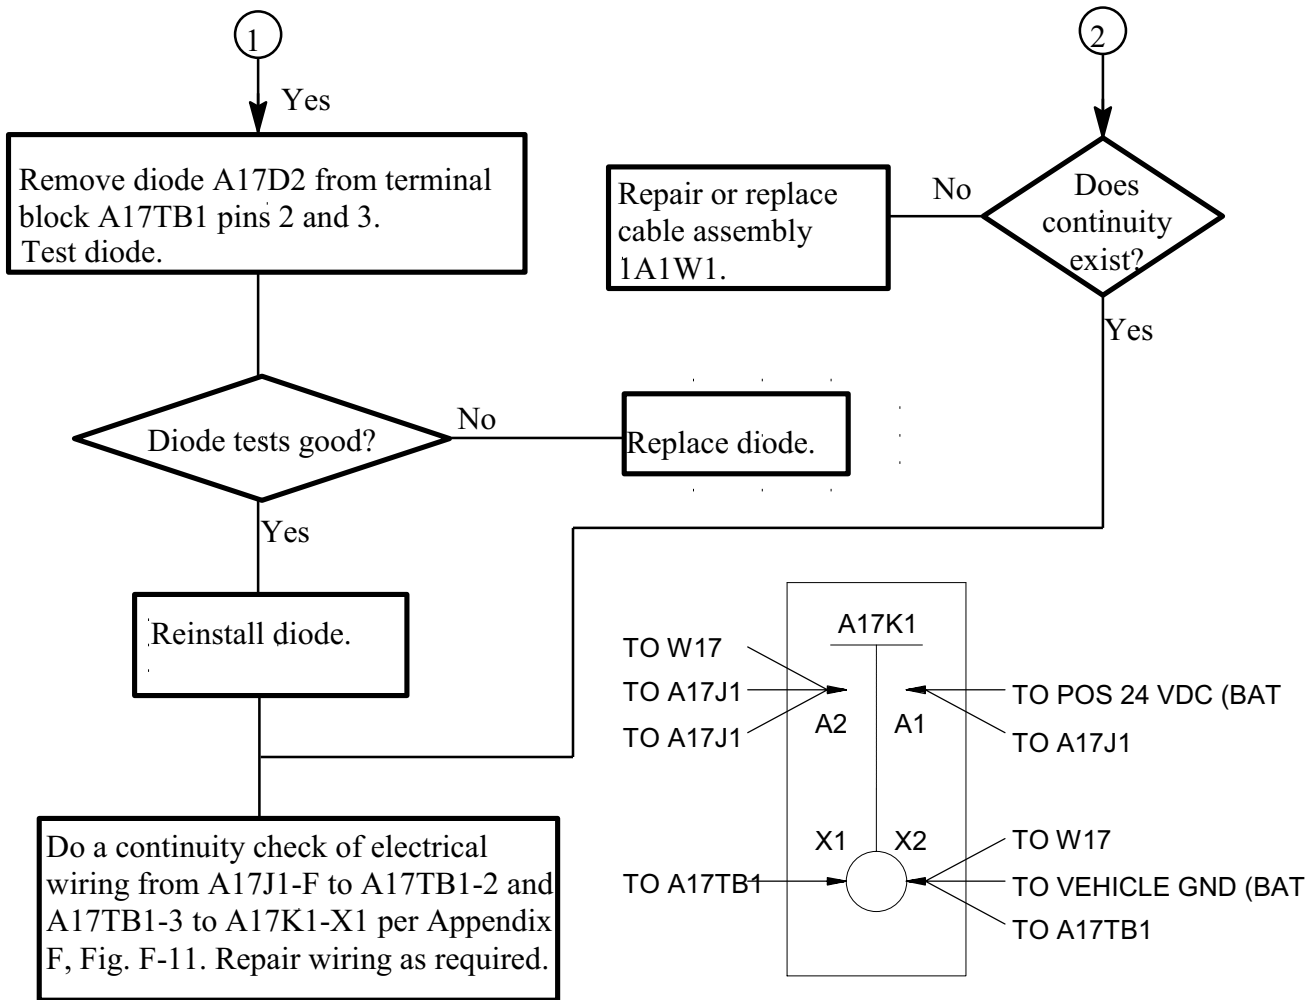 1
Yes
Remove diode A17D2 from terminal
block A17TB1 pins 2 and 3.
Test diode.
Diode tests good?
No
Replace diode.
Yes
Reinstall diode.
Do a continuity check of electrical
wiring from A17J1-F to A17TB1-2 and
A17TB1-3 to A17K1-X1 per Appendix
F, Fig. F-11. Repair wiring as required.
2
Does
continuity
exist?
No
Repair or replace
cable assembly
1A1W1.
Yes
A17K1
TO W17
TO A17J1
TO A17J1
A2
A1
TO POS 24 VDC (BAT
TO A17J1
X1
X2
TO A17TB1
TO W17
TO VEHICLE GND (BAT
TO A17TB1